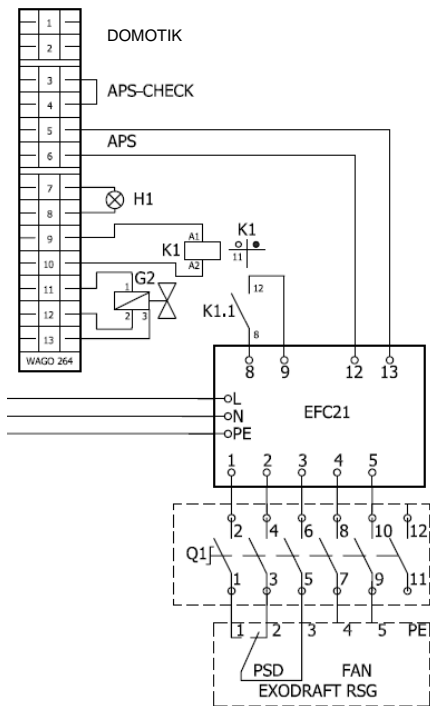 1 DOMOTIK
2
3 APS-CHECK
4
5 APS
6
7 H1
8
9 A1 K1 K1
10 A2 11
11 1 G2 12
12 2 3 K1.1
13 8
WAGO 264
8 9 12 13
L EFC21
N
PE
1 2 3 4 5
2 4 6 8 10 12
Q1
1 3 5 7 9 11
1 2 3 4 5 PE
PSD FAN
EXODRAFT RSG